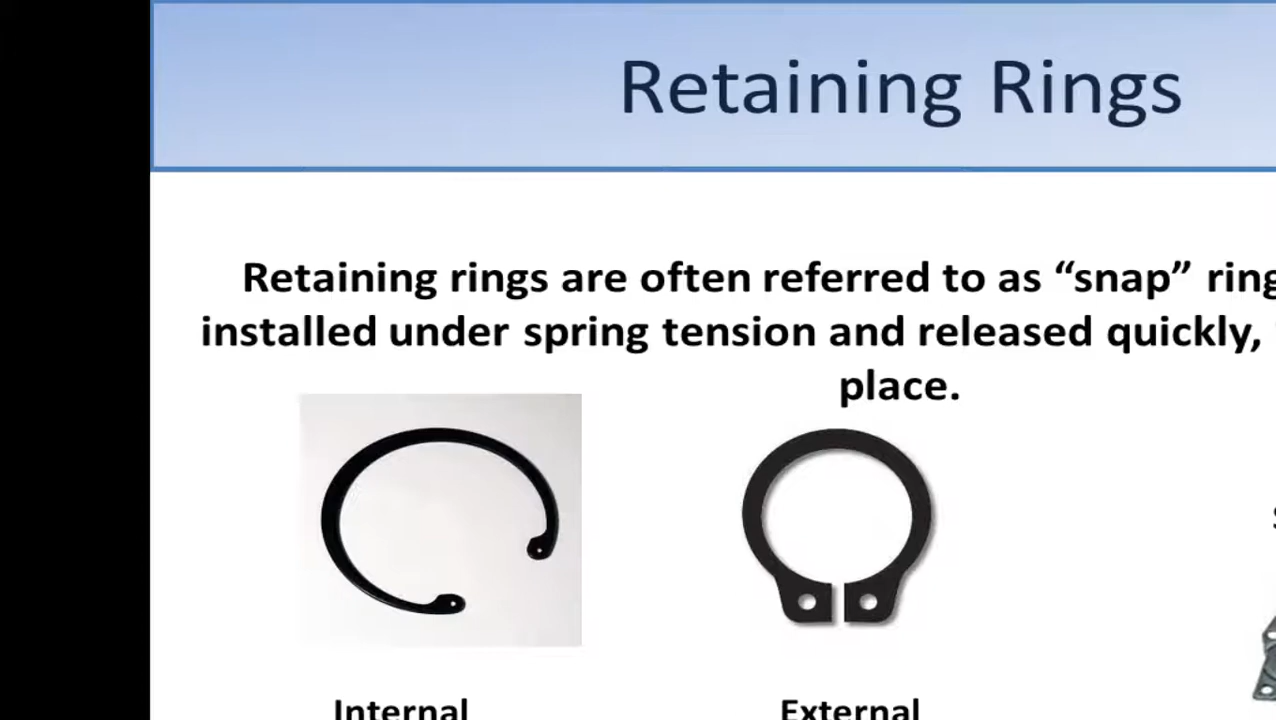 Retaining Rings
Retaining rings are often referred to as “snap”
installed under spring tension and released quickly,
place.
Internal
External